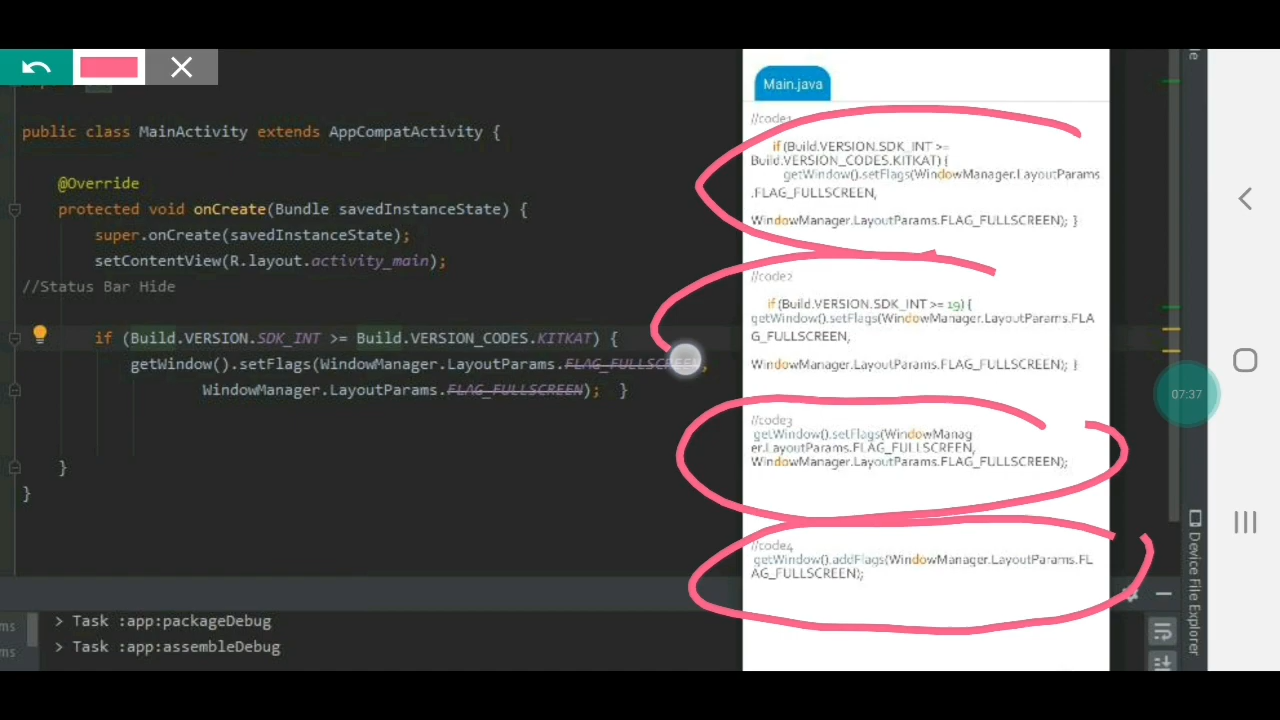 public class MainActivity extends AppCompatActivity {
@Override
protected void onCreate(Bundle savedInstanceState) {
super.onCreate(savedInstanceState);
setContentView(R.layout.activity_main);
//Status Bar Hide
if (Build.VERSION.SDK_INT >= Build.VERSION_CODES.KITKAT) {
getWindow().setFlags(WindowManager.LayoutParams.FLAG_FULLSCREEN,
WindowManager.LayoutParams.FLAG_FULLSCREEN); }
}
}
> Task :app:packageDebug
> Task :app:assembleDebug
ms
ms
Main.java
//code1
if (Build.VERSION.SDK_INT >=
Build.VERSION_CODES.KITKAT) {
getWindow().setFlags(WindowManager.LayoutParams
.FLAG_FULLSCREEN,
WindowManager.LayoutParams.FLAG_FULLSCREEN); }
//code2
if (Build.VERSION.SDK_INT >= 19) {
getWindow().setFlags(WindowManager.LayoutParams.FLA
G_FULLSCREEN,
WindowManager.LayoutParams.FLAG_FULLSCREEN); }
//code3
getWindow().setFlags(WindowManag
er.LayoutParams.FLAG_FULLSCREEN,
WindowManager.LayoutParams.FLAG_FULLSCREEN);
//code4
getWindow().addFlags(WindowManager.LayoutParams.FL
AG_FULLSCREEN);
07:37
Device File Explorer